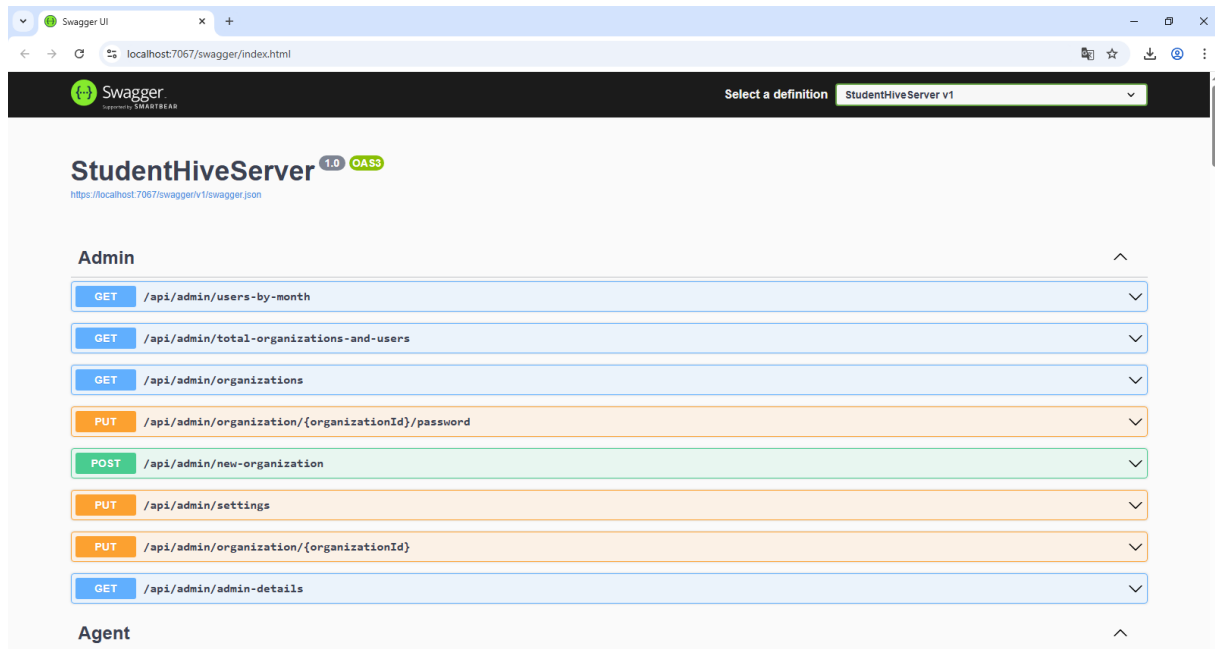 Swagger UI
localhost:7067/swagger/index.html
Swagger.
Supported by SMARTBEAR
Select a definition
StudentHiveServer v1
StudentHiveServer 1.0 OAS3
https://localhost:7067/swagger/v1/swagger.json
Admin
GET /api/admin/users-by-month
GET /api/admin/total-organizations-and-users
GET /api/admin/organizations
PUT /api/admin/organization/{organizationId}/password
POST /api/admin/new-organization
PUT /api/admin/settings
PUT /api/admin/organization/{organizationId}
GET /api/admin/admin-details
Agent